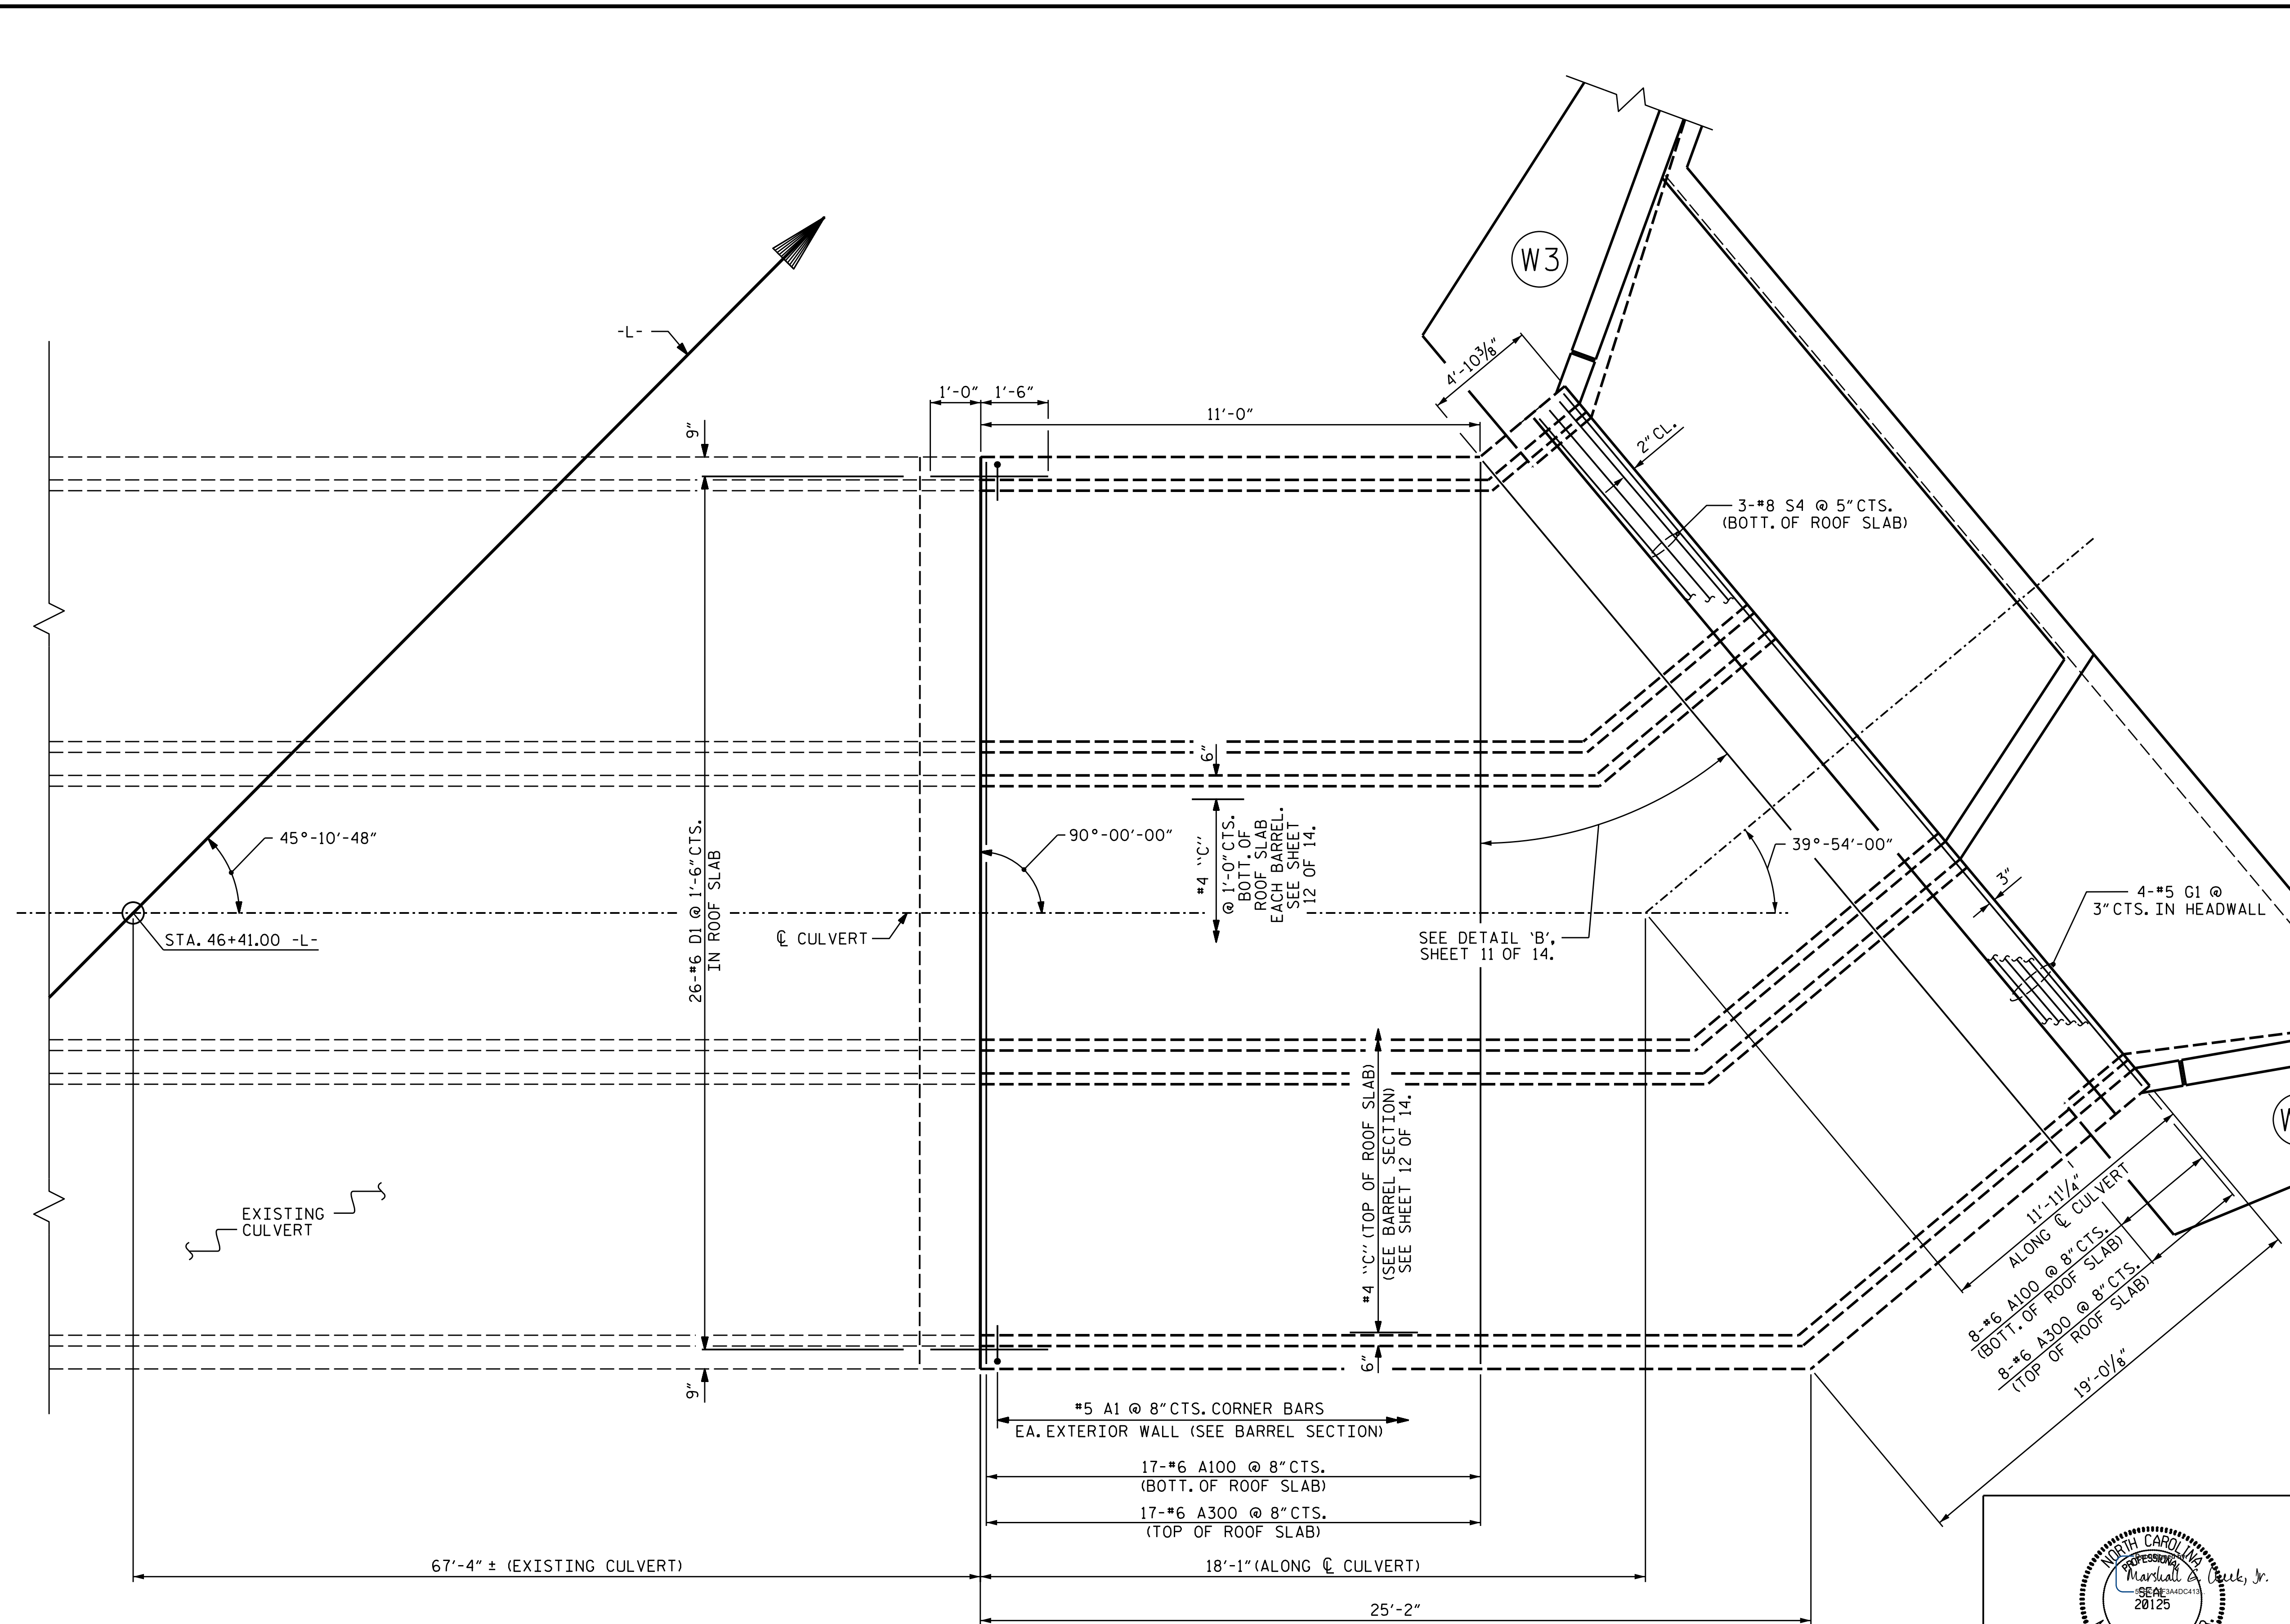 W3
-L-
4'-10⅜"
1'-0" 1'-6"
11'-0"
9"
2" CL.
3-#8 S4 @ 5" CTS.
(BOTT. OF ROOF SLAB)
6"
45°-10'-48"
90°-00'-00"
39°-54'-00"
#4 "C"
@ 1'-0" CTS.
BOTT. OF
ROOF SLAB
EACH BARREL.
SEE SHEET
12 OF 14.
3"
4-#5 G1 @
3" CTS. IN HEADWALL
STA. 46+41.00 -L-
26-#6 D1 @ 1'-6" CTS.
IN ROOF SLAB
℄ CULVERT
SEE DETAIL 'B',
SHEET 11 OF 14.
#4 "C" (TOP OF ROOF SLAB)
(SEE BARREL SECTION)
SEE SHEET 12 OF 14.
W
EXISTING
CULVERT
11'-11¼"
ALONG ℄ CULVERT
8-#6 A100 @ 8" CTS.
(BOTT. OF ROOF SLAB)
8-#6 A300 @ 8" CTS.
(TOP OF ROOF SLAB)
19'-0⅛"
9"
6"
#5 A1 @ 8" CTS. CORNER BARS
EA. EXTERIOR WALL (SEE BARREL SECTION)
17-#6 A100 @ 8" CTS.
(BOTT. OF ROOF SLAB)
17-#6 A300 @ 8" CTS.
(TOP OF ROOF SLAB)
67'-4" ± (EXISTING CULVERT)
18'-1" (ALONG ℄ CULVERT)
25'-2"
NORTH CAROLINA
PROFESSIONAL
Marshall Jr.
SEAL
20125